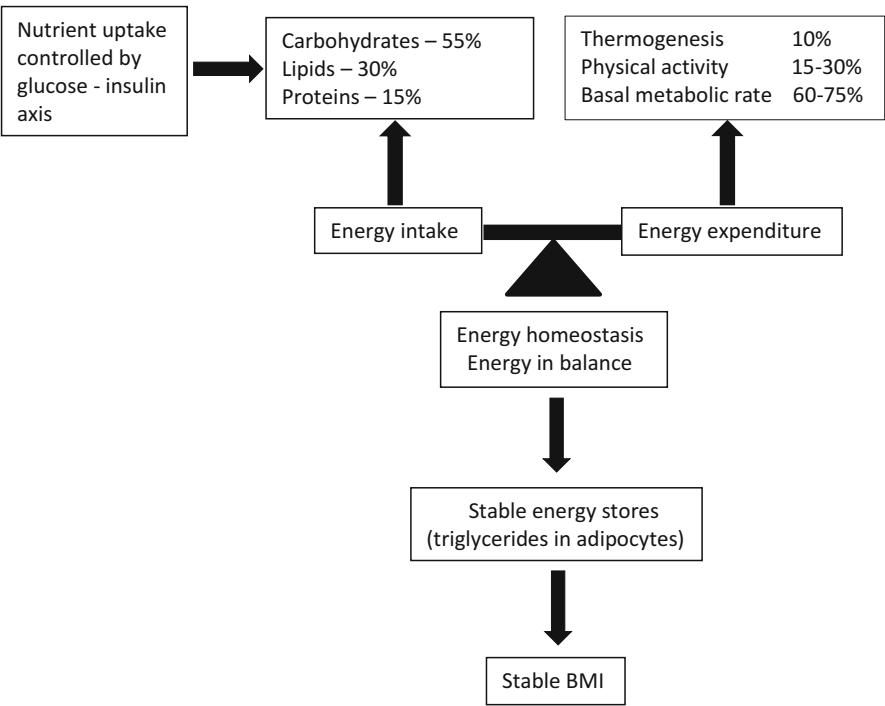 Nutrient uptake
controlled by
glucose - insulin
axis
Carbohydrates – 55%
Lipids – 30%
Proteins – 15%
Thermogenesis 10%
Physical activity 15-30%
Basal metabolic rate 60-75%
Energy intake
Energy expenditure
Energy homeostasis
Energy in balance
Stable energy stores
(triglycerides in adipocytes)
Stable BMI